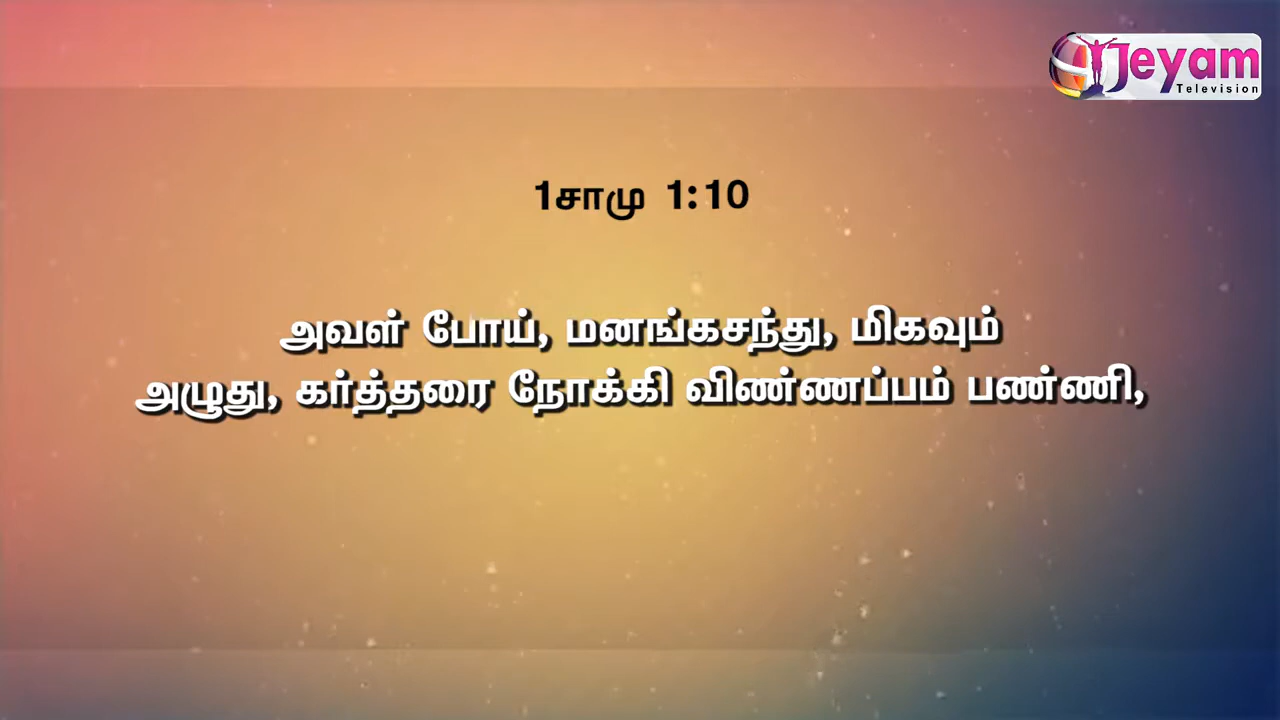 Jeyam
Television
1சாமு 1:10
அவள் போய், மனங்கசந்து, மிகவும்
அழுது, கர்த்தரை நோக்கி விண்ணப்பம் பண்ணி,